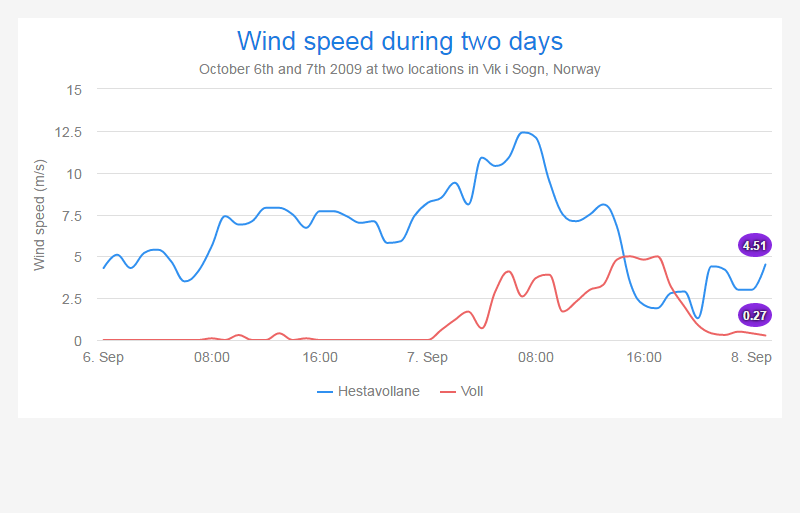 Wind speed during two days
October 6th and 7th 2009 at two locations in Vik i Sogn, Norway
Wind speed (m/s)
15
12.5
10
7.5
5
2.5
0
4.51
0.27
6. Sep 08:00 16:00 7. Sep 08:00 16:00 8. Sep
Hestavollane Voll